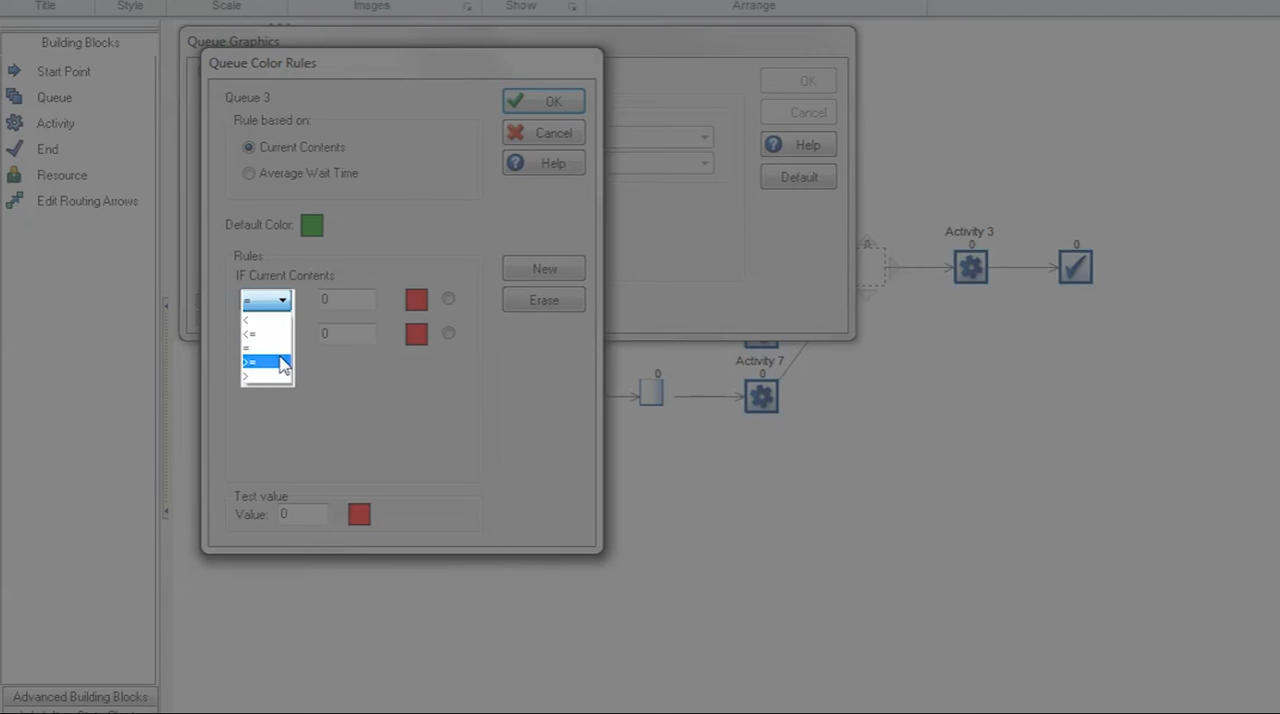 Title
Style
Scale
Images
Show
Arrange
Building Blocks
Start Point
Queue
Activity
End
Resource
Edit Routing Arrows
Advanced Building Blocks
Queue Graphics
OK
Cancel
Help
Default
Queue Color Rules
Queue 3
Rule based on:
Current Contents
Average Wait Time
OK
Cancel
Help
Default Color:
Rules
IF Current Contents
New
Erase
= 0
<
<= 0
=
>=
>
Test value
Value: 0
0
Activity 3
0
0
Activity 7
0
0